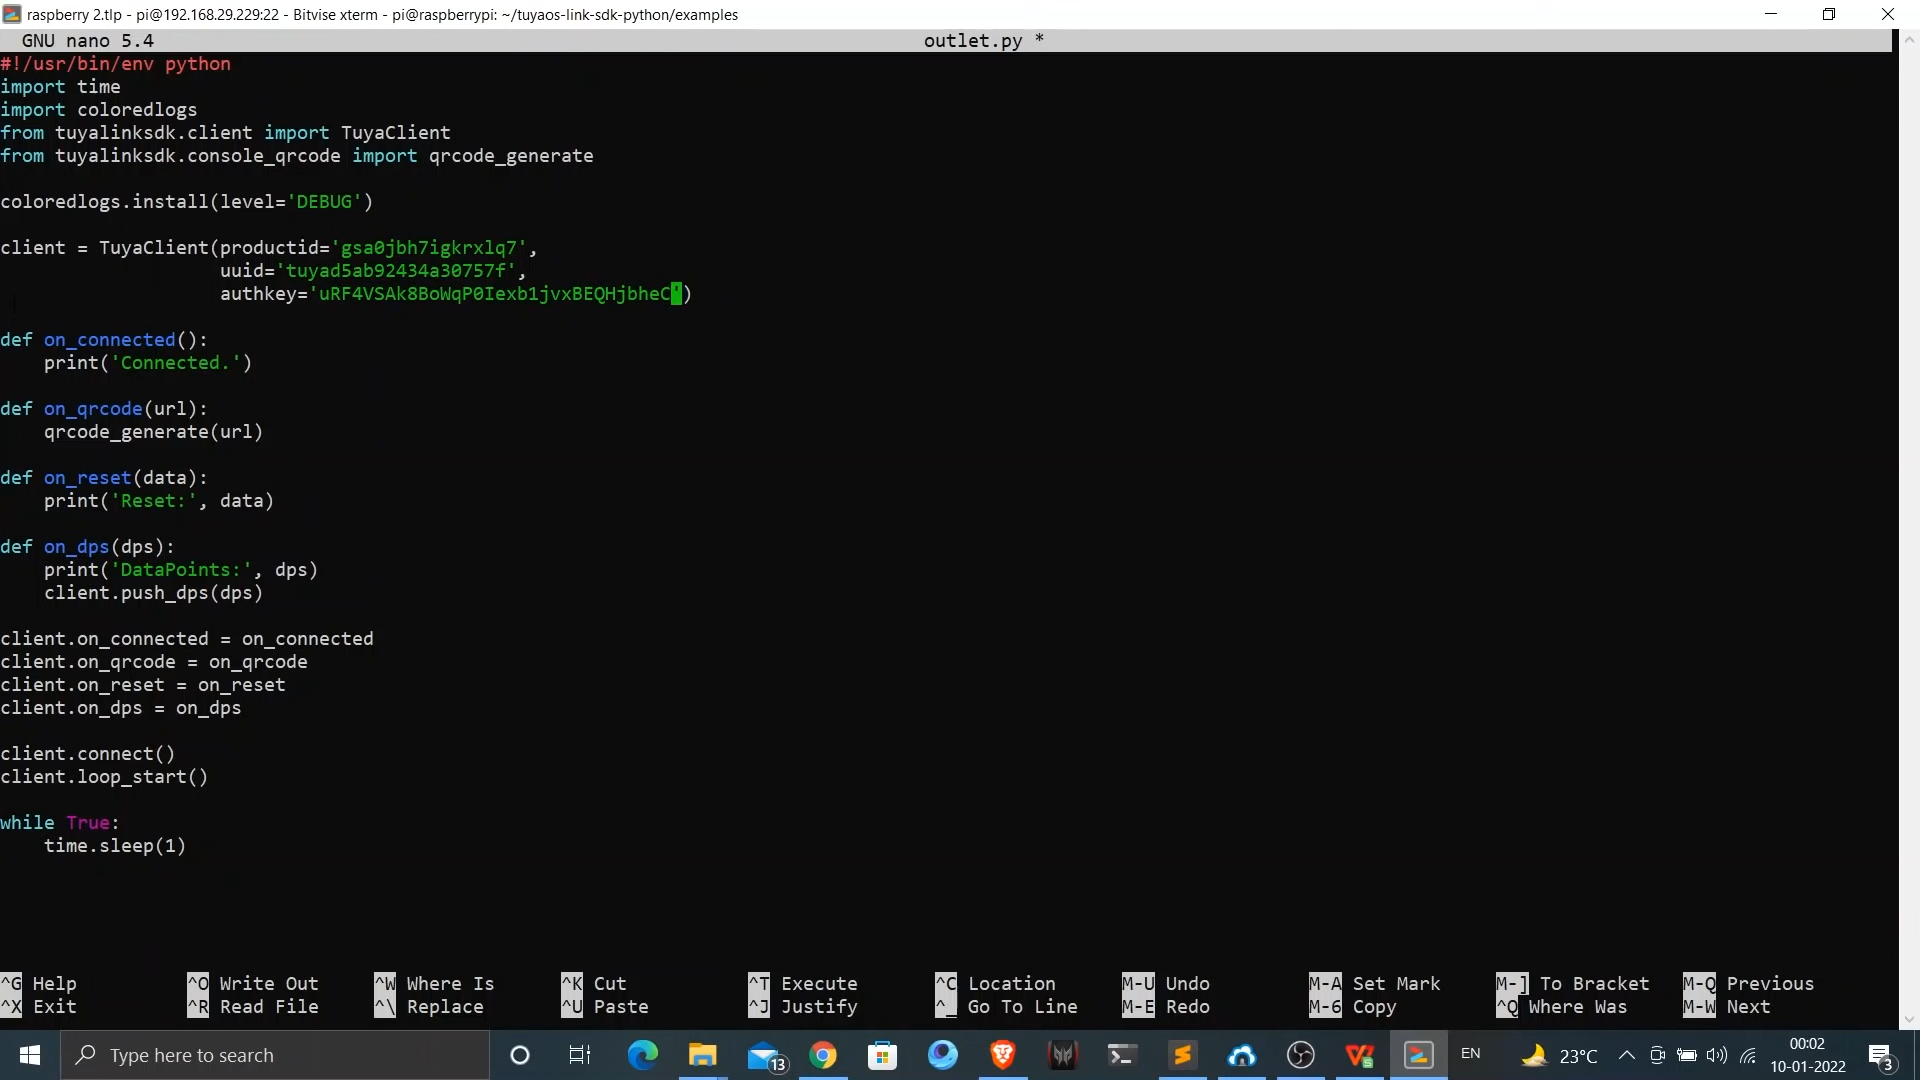 raspberry 2.tlp - pi@192.168.29.229:22 - Bitvise xterm - pi@raspberrypi: ~/tuyaos-link-sdk-python/examples
GNU nano 5.4 outlet.py *
#!/usr/bin/env python
import time
import coloredlogs
from tuyalinksdk.client import TuyaClient
from tuyalinksdk.console_qrcode import qrcode_generate
coloredlogs.install(level='DEBUG')
client = TuyaClient(productid='gsa0jbh7igkrxlq7',
uuid='tuyad5ab92434a30757f',
authkey='uRF4VSAk8BoWqP0Iexb1jvxBEQHjbheC')
def on_connected():
print('Connected.')
def on_qrcode(url):
qrcode_generate(url)
def on_reset(data):
print('Reset:', data)
def on_dps(dps):
print('DataPoints:', dps)
client.push_dps(dps)
client.on_connected = on_connected
client.on_qrcode = on_qrcode
client.on_reset = on_reset
client.on_dps = on_dps
client.connect()
client.loop_start()
while True:
time.sleep(1)
^G Help ^O Write Out ^W Where Is ^K Cut ^T Execute ^C Location M-U Undo M-A Set Mark M-] To Bracket M-Q Previous
^X Exit ^R Read File ^\ Replace ^U Paste ^J Justify ^_ Go To Line M-E Redo M-6 Copy ^Q Where Was M-W Next
Type here to search 13 EN 23°C 00:02 3
10-01-2022